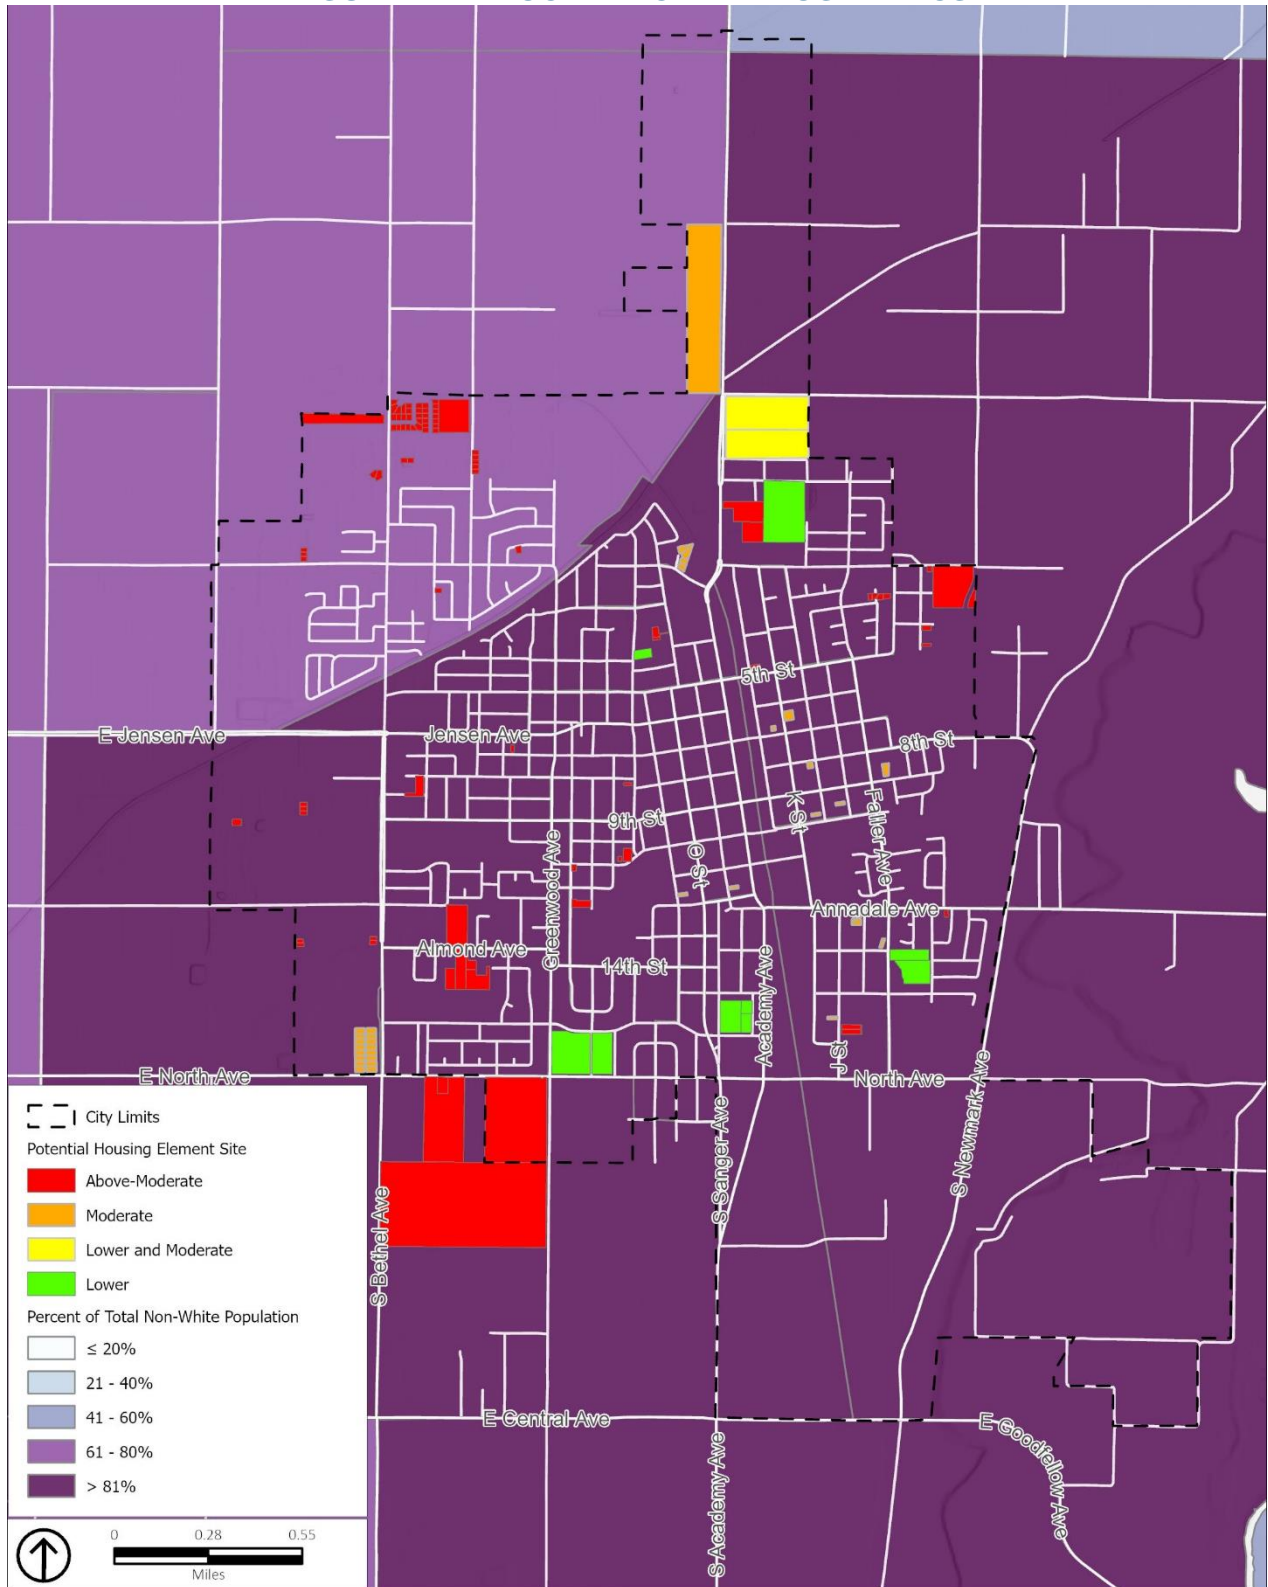 5th St
E Jensen Ave
Jensen Ave
8th St
K St
Faller Ave
9th St
O St
Greenwood Ave
Annadale Ave
Almond Ave
14th St
Academy Ave
J St
E North Ave
North Ave
S Newmark Ave
S Sanger Ave
S Bethel Ave
City Limits
Potential Housing Element Site
Above-Moderate
Moderate
Lower and Moderate
Lower
Percent of Total Non-White Population
≤ 20%
21 - 40%
41 - 60%
61 - 80%
> 81%
E Central Ave
E Goodfellow Ave
S Academy Ave
0 0.28 0.55
Miles